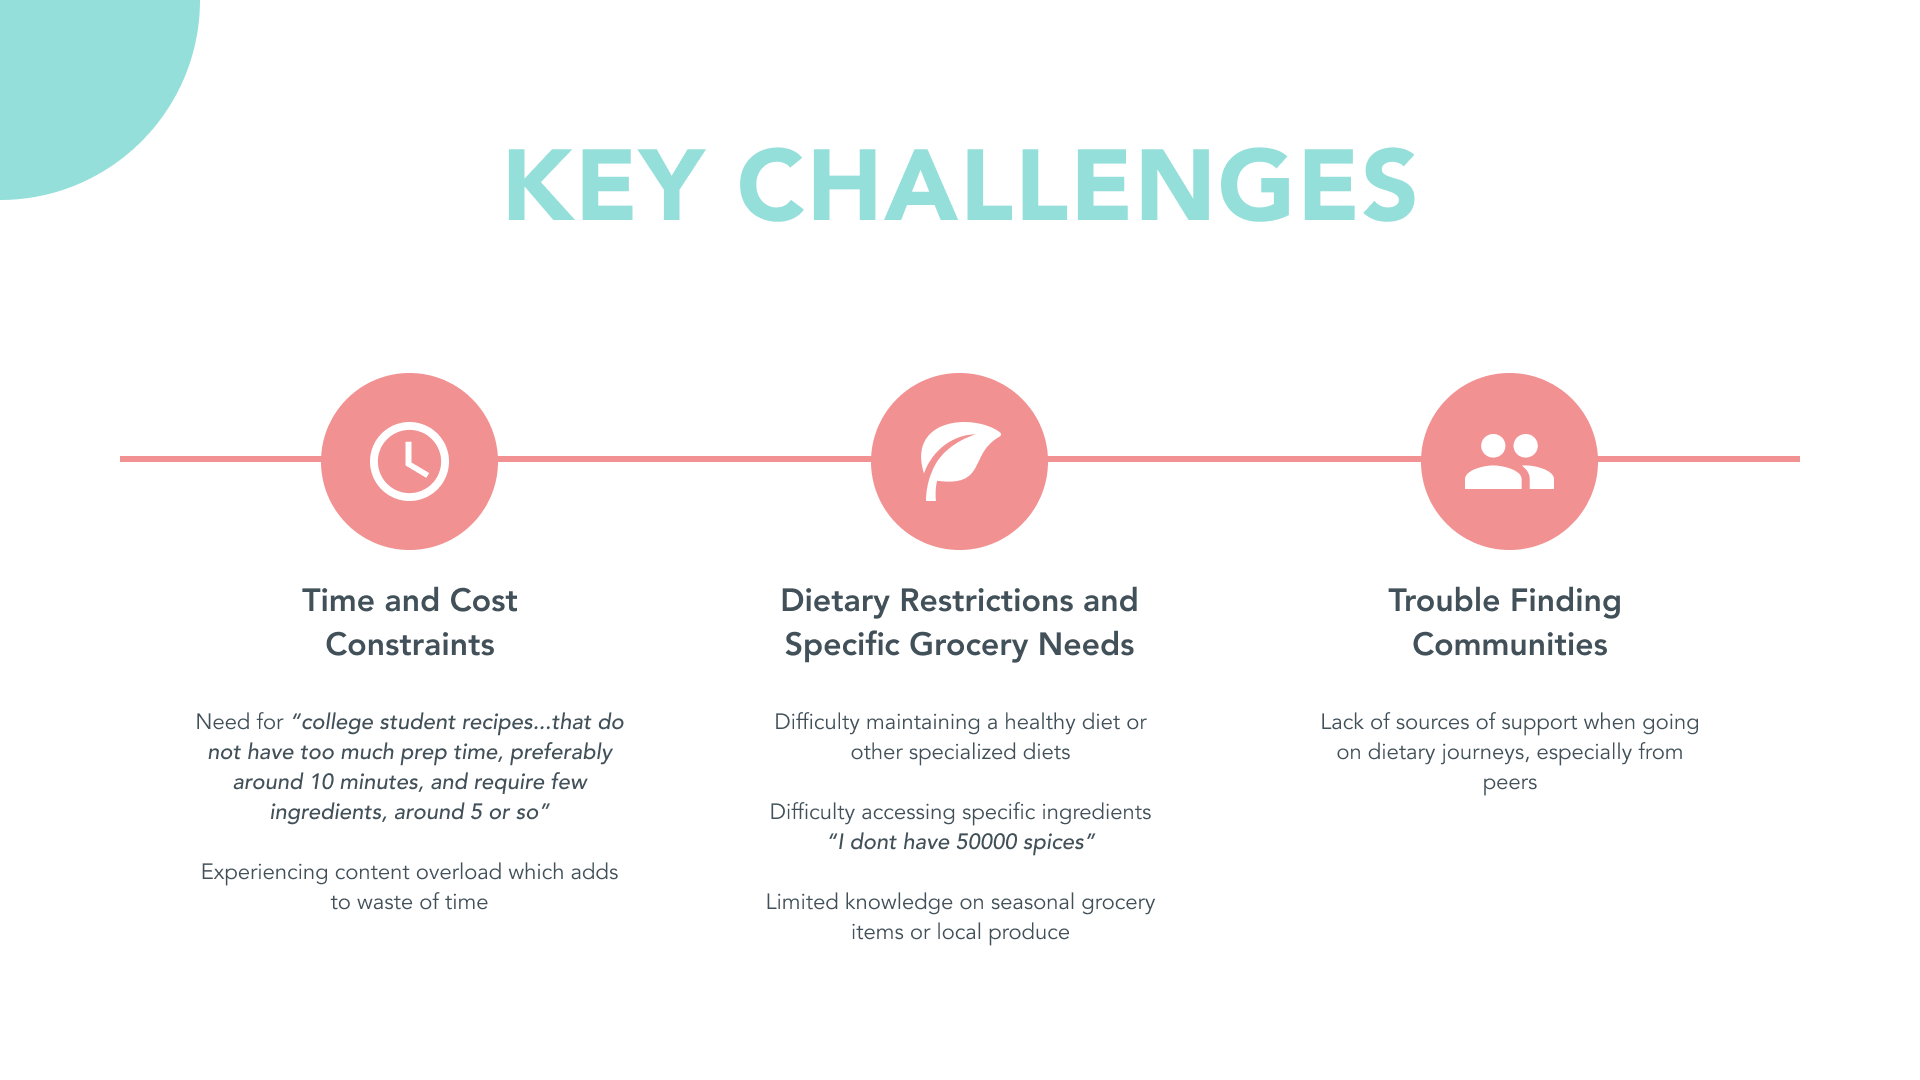 KEY CHALLENGES
Time and Cost
Constraints
Need for “college student recipes...that do
not have too much prep time, preferably
around 10 minutes, and require few
ingredients, around 5 or so”
Experiencing content overload which adds
to waste of time
Dietary Restrictions and
Specific Grocery Needs
Difficulty maintaining a healthy diet or
other specialized diets
Difficulty accessing specific ingredients
“I dont have 50000 spices”
Limited knowledge on seasonal grocery
items or local produce
Trouble Finding
Communities
Lack of sources of support when going
on dietary journeys, especially from
peers